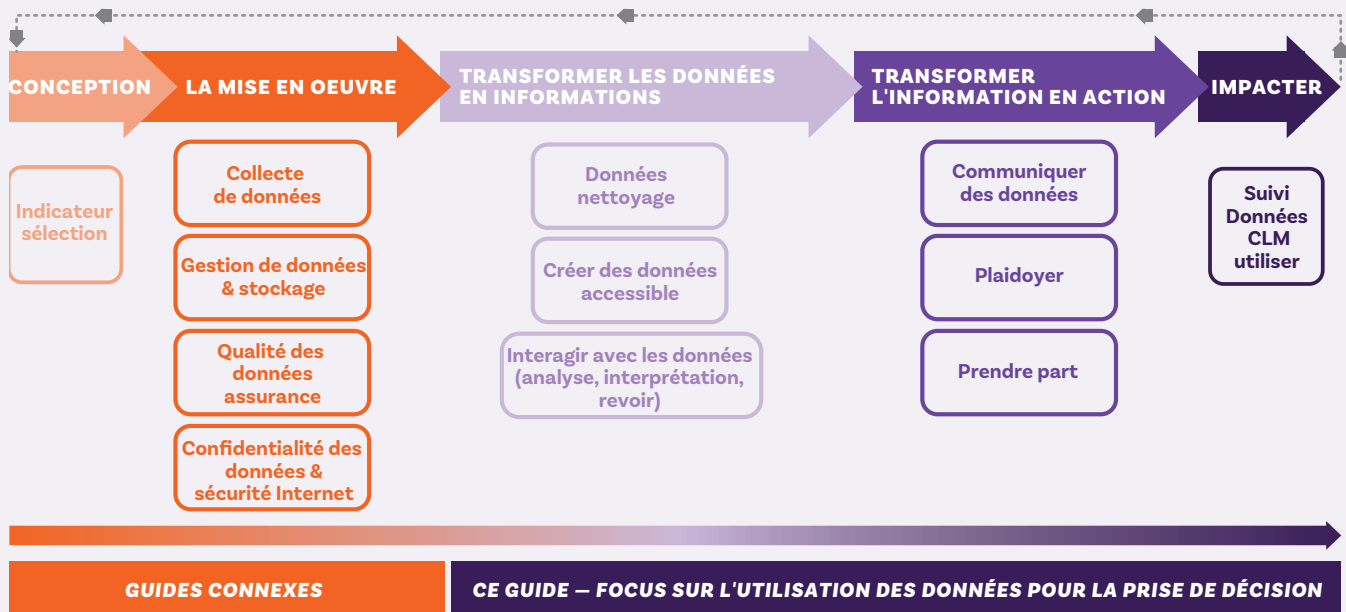 CONCEPTION
LA MISE EN OEUVRE
TRANSFORMER LES DONNÉES
EN INFORMATIONS
TRANSFORMER
L'INFORMATION EN ACTION
IMPACTER
Indicateur
sélection
Collecte
de données
Gestion de données
& stockage
Qualité des
données
assurance
Confidentialité des
données &
sécurité Internet
Données
nettoyage
Créer des données
accessible
Interagir avec les données
(analyse, interprétation,
revoir)
Communiquer
des données
Plaidoyer
Prendre part
Suivi
Données
CLM
utiliser
GUIDES CONNEXES
CE GUIDE — FOCUS SUR L'UTILISATION DES DONNÉES POUR LA PRISE DE DÉCISION